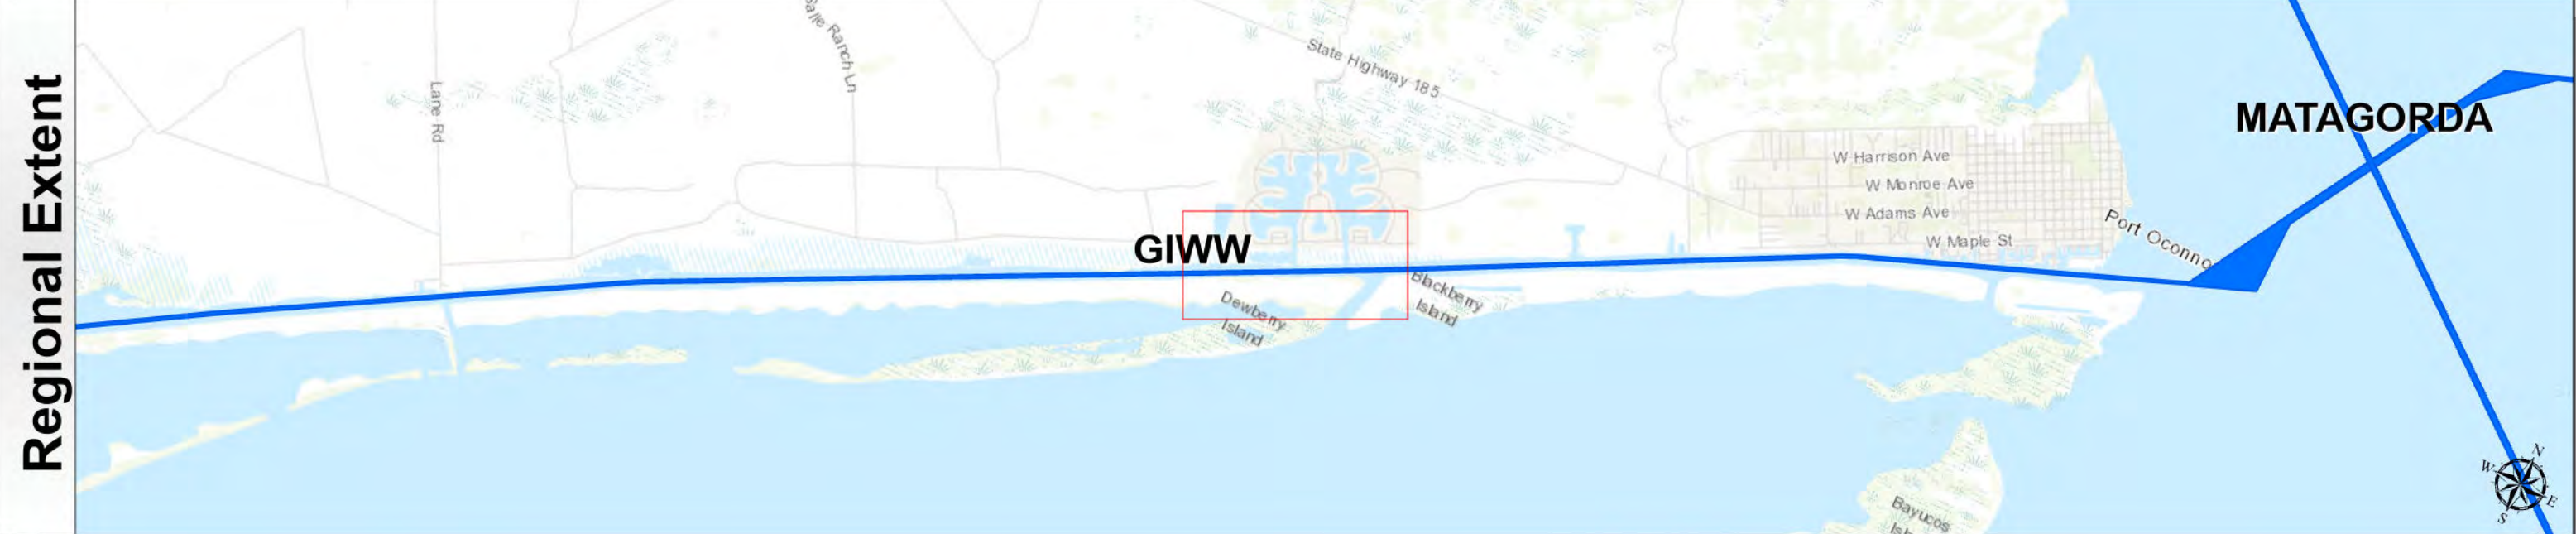 Regional Extent
Lane Rd
Ranch Ln
State Highway 185
MATAGORDA
W Harrison Ave
W Monroe Ave
W Adams Ave
W Maple St
Port Oconno
GIWW
Blackberry
Island
Dewberry
Island
Bayucos
N
W
E
S